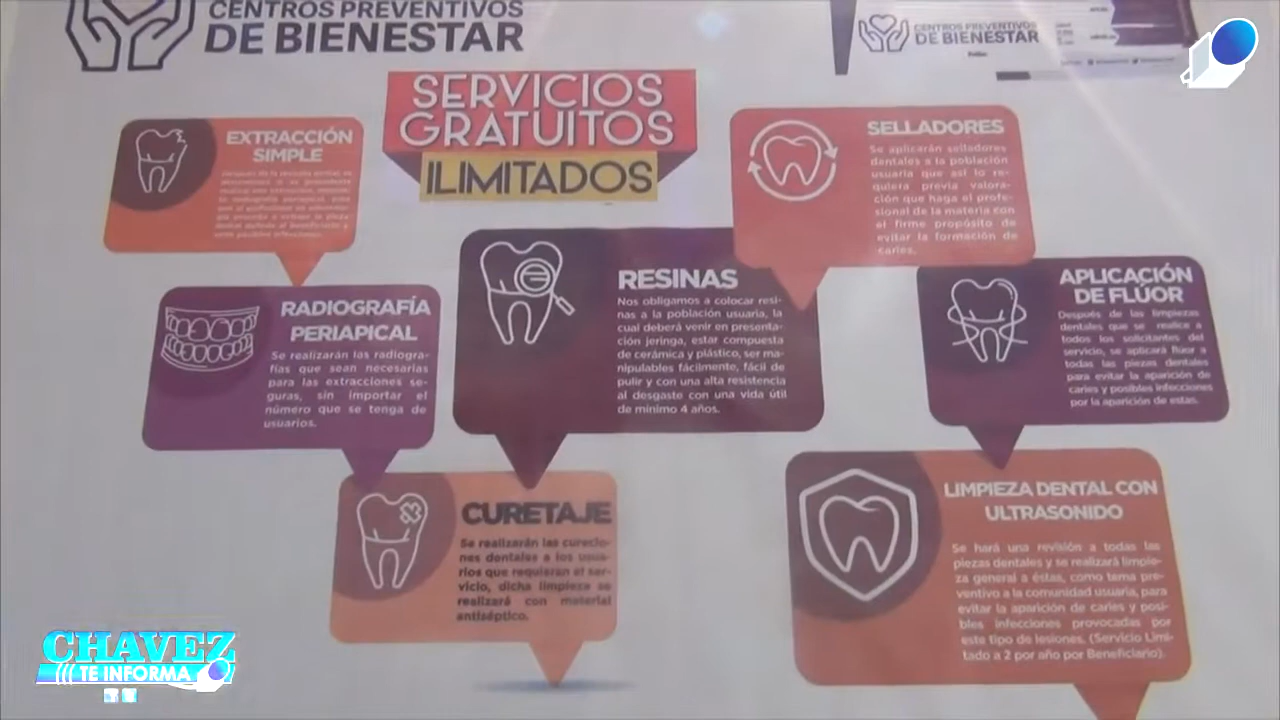 CENTROS PREVENTIVOS
DE BIENESTAR
CENTROS PREVENTIVOS
DE BIENESTAR
SERVICIOS
GRATUITOS
ILIMITADOS
EXTRACCIÓN
SIMPLE
SELLADORES
Se aplicarán selladores
dentales a la población
usuaria que así lo re-
quiera previa valora-
ción que haga el profe-
sional de la materia con
el firme propósito de
evitar la formación de
caries.
RADIOGRAFÍA
PERIAPICAL
Se realizarán las radiogra-
fías que sean necesarias
para las extracciones se-
guras, sin importar el
número que se tenga de
usuarios.
RESINAS
Nos obligamos a colocar resi-
nas a la población usuaria, la
cual deberá venir en presenta-
ción jeringa, estar compuesta
de cerámica y plástico, ser ma-
nipulables fácilmente, fácil de
pulir y con una alta resistencia
al desgaste con una vida útil
de mínimo 4 años.
APLICACIÓN
DE FLÚOR
Después de las limpiezas
dentales que se realice a
todos los solicitantes del
servicio, se aplicará flúor a
todas las piezas dentales
para evitar la aparición de
caries y posibles infecciones
por la aparición de estas.
CURETAJE
Se realizarán las curecio-
nes dentales a los usua-
rios que requieran el ser-
vicio, dicha limpieza se
realizará con material
antiséptico.
LIMPIEZA DENTAL CON
ULTRASONIDO
Se hará una revisión a todas las
piezas dentales y se realizará limpie-
za general a éstas, como tema pre-
ventivo a la comunidad usuaria, para
evitar la aparición de caries y posi-
bles infecciones provocadas por
este tipo de lesiones. (Servicio Limi-
tado a 2 por año por Beneficiario).
CHAVEZ
TE INFORMA